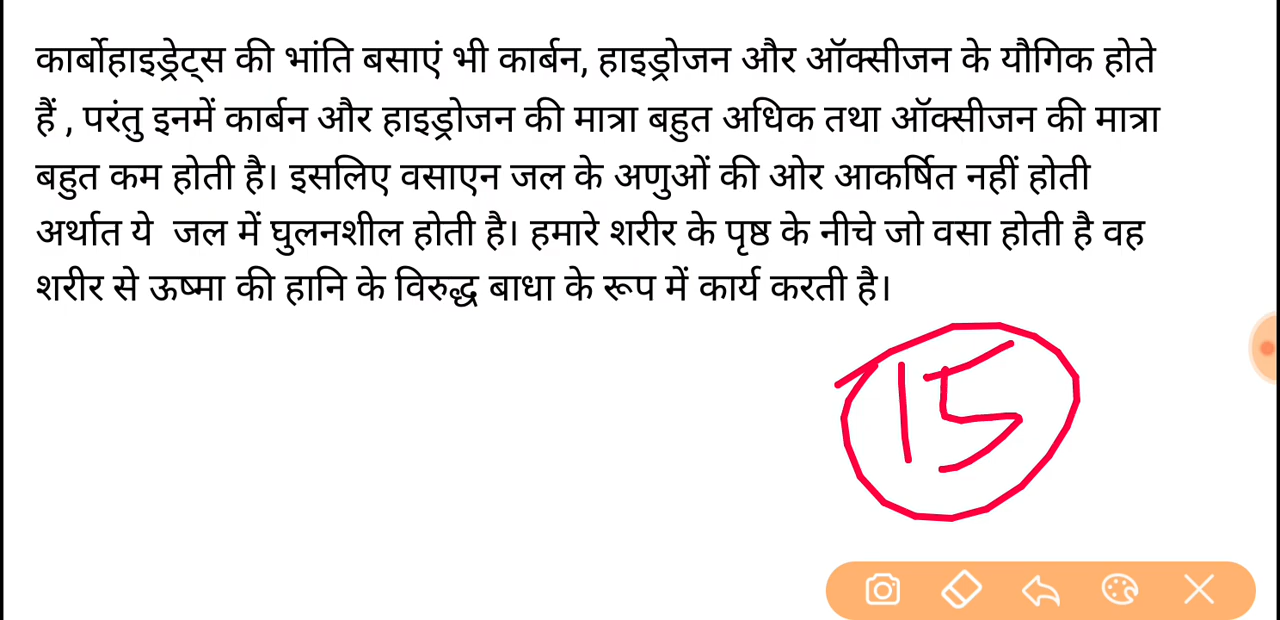 कार्बोहाइड्रेट्स की भांति बसाएं भी कार्बन, हाइड्रोजन और ऑक्सीजन के यौगिक होते
हैं , परंतु इनमें कार्बन और हाइड्रोजन की मात्रा बहुत अधिक तथा ऑक्सीजन की मात्रा
बहुत कम होती है। इसलिए वसाएन जल के अणुओं की ओर आकर्षित नहीं होती
अर्थात ये जल में घुलनशील होती है। हमारे शरीर के पृष्ठ के नीचे जो वसा होती है वह
शरीर से ऊष्मा की हानि के विरुद्ध बाधा के रूप में कार्य करती है।
15